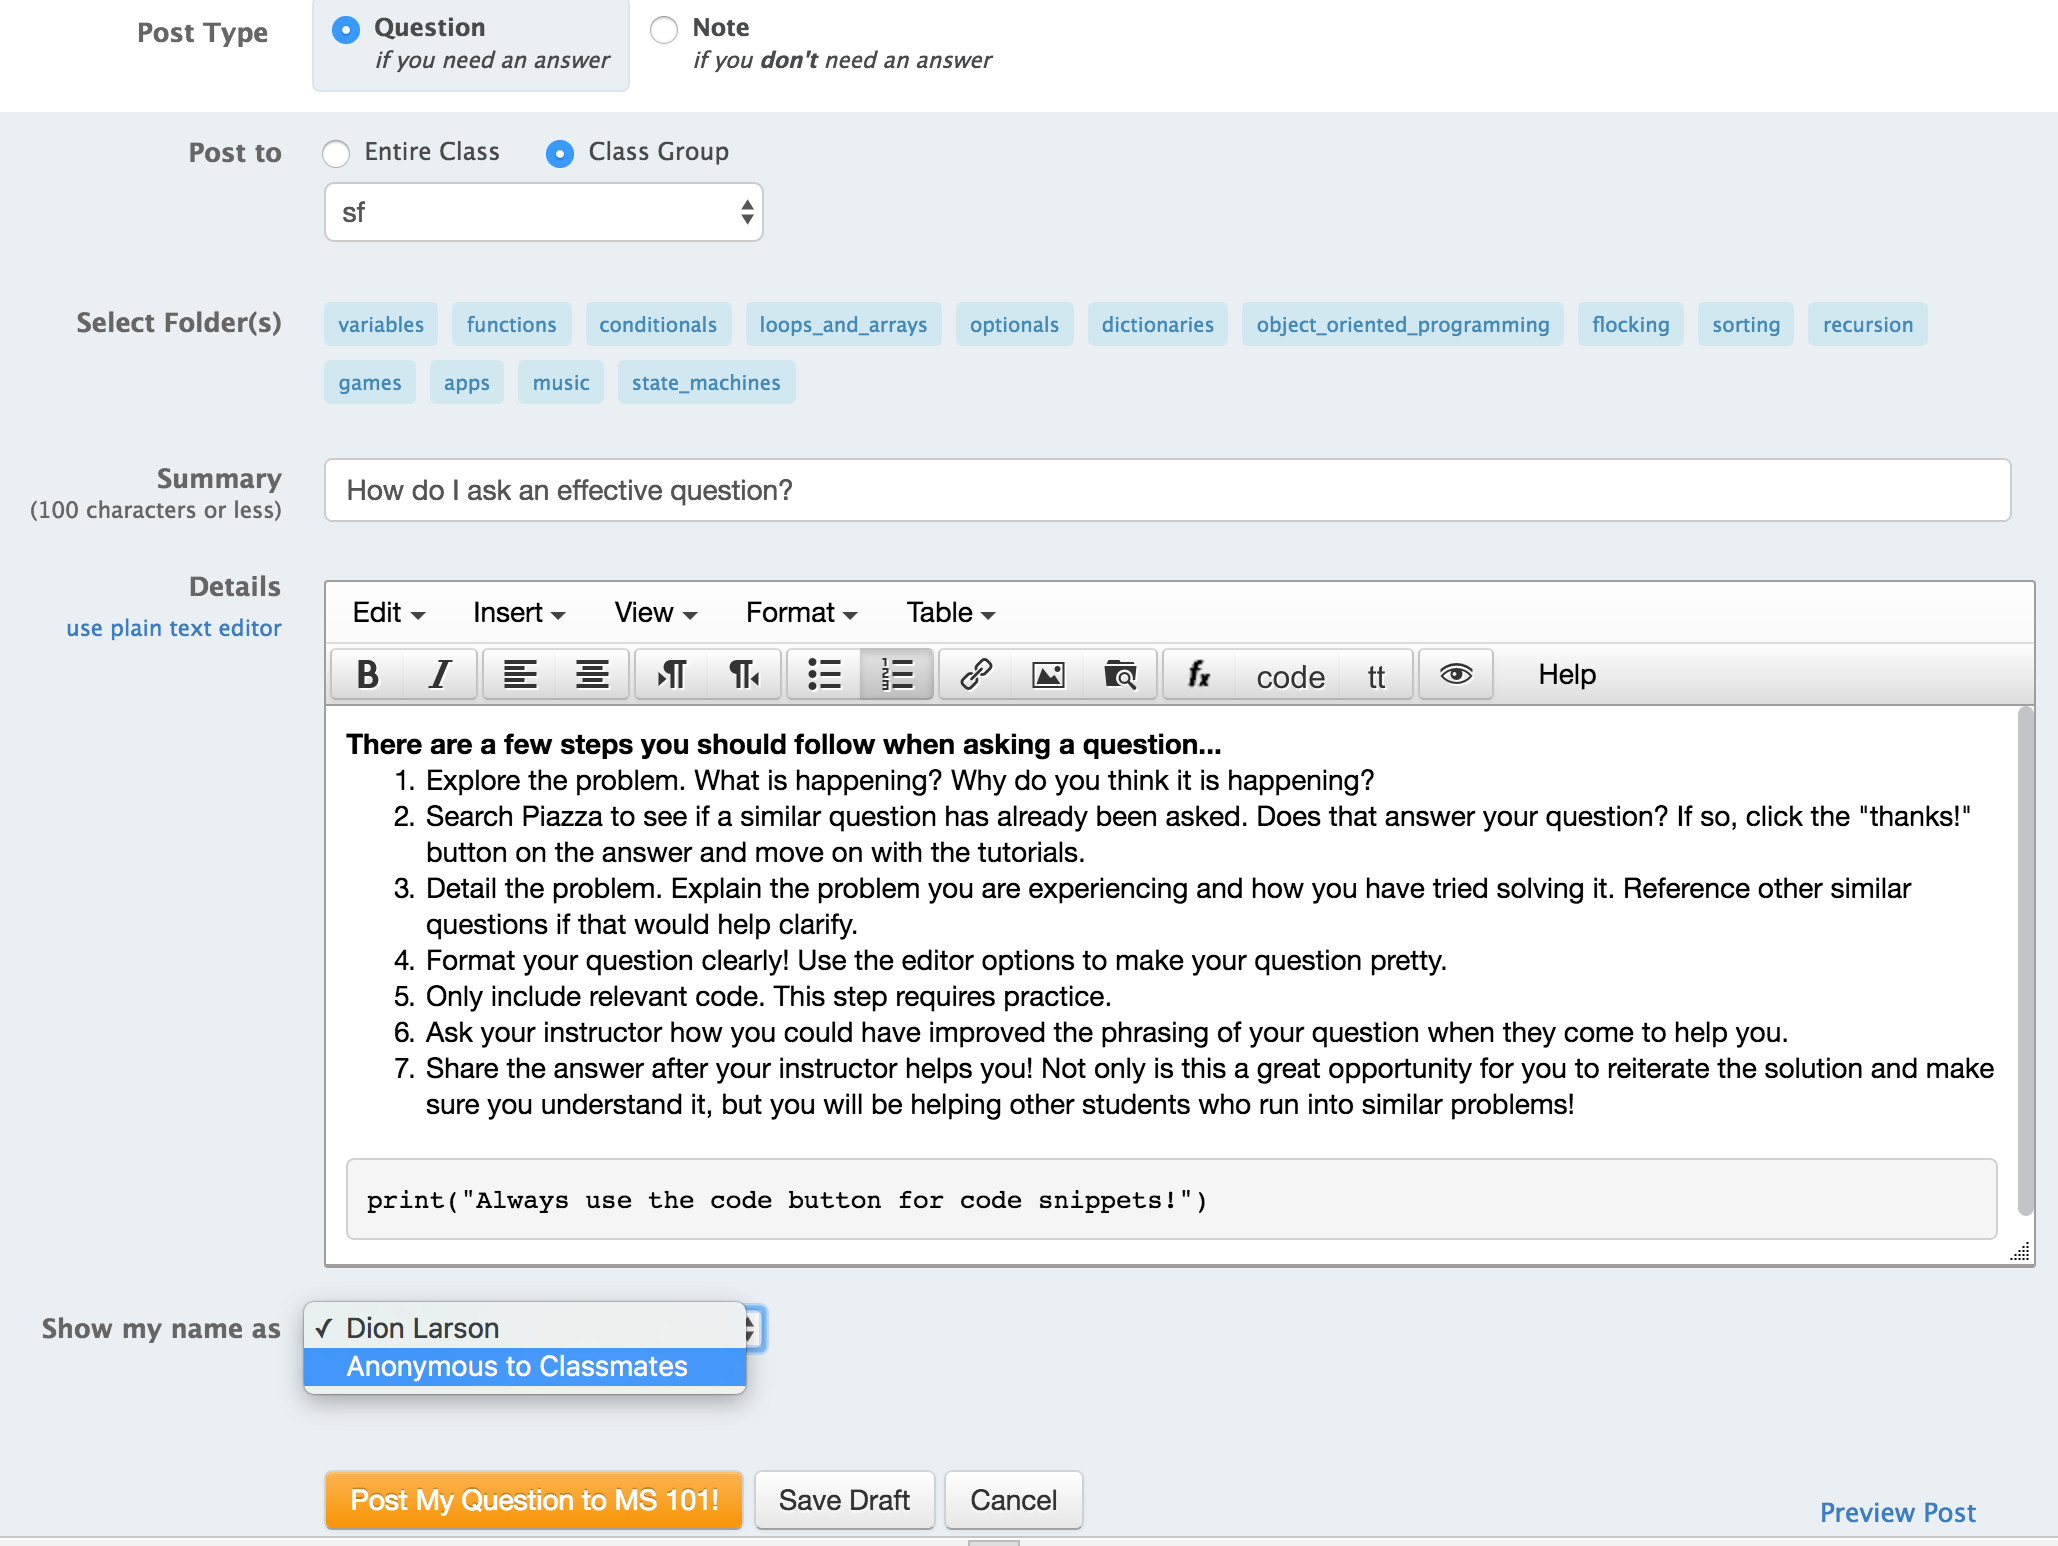 Post Type
Question
if you need an answer
Note
if you don't need an answer
Post to
Entire Class
Class Group
sf
Select Folder(s)
variables functions conditionals loops_and_arrays optionals dictionaries object_oriented_programming flocking sorting recursion
games apps music state_machines
Summary
(100 characters or less)
How do I ask an effective question?
Details
use plain text editor
Edit Insert View Format Table
B I fx code tt Help
There are a few steps you should follow when asking a question...
1. Explore the problem. What is happening? Why do you think it is happening?
2. Search Piazza to see if a similar question has already been asked. Does that answer your question? If so, click the "thanks!"
button on the answer and move on with the tutorials.
3. Detail the problem. Explain the problem you are experiencing and how you have tried solving it. Reference other similar
questions if that would help clarify.
4. Format your question clearly! Use the editor options to make your question pretty.
5. Only include relevant code. This step requires practice.
6. Ask your instructor how you could have improved the phrasing of your question when they come to help you.
7. Share the answer after your instructor helps you! Not only is this a great opportunity for you to reiterate the solution and make
sure you understand it, but you will be helping other students who run into similar problems!
print("Always use the code button for code snippets!")
Show my name as
✓ Dion Larson
Anonymous to Classmates
Post My Question to MS 101! Save Draft Cancel
Preview Post